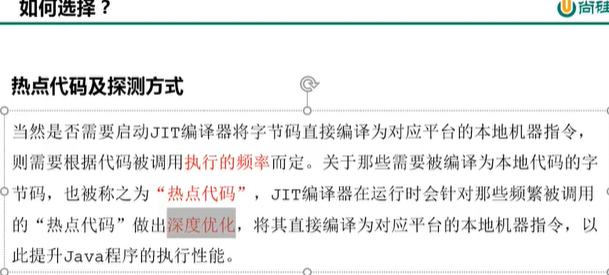 如何选择？
尚硅
热点代码及探测方式
当然是否需要启动JIT编译器将字节码直接编译为对应平台的本地机器指令，
则需要根据代码被调用执行的频率而定。关于那些需要被编译为本地代码的字
节码，也被称之为“热点代码”，JIT编译器在运行时会针对那些频繁被调用
的“热点代码”做出深度优化，将其直接编译为对应平台的本地机器指令，以
此提升Java程序的执行性能。